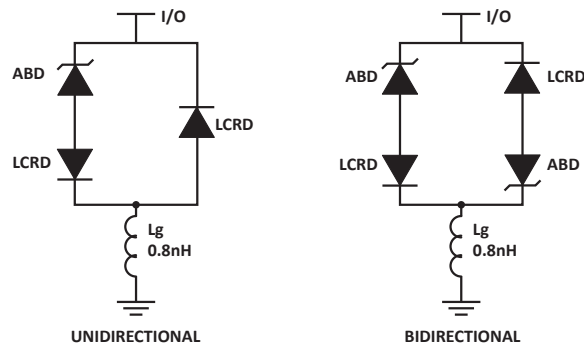 I/O
ABD
LCRD
LCRD
Lg
0.8nH
UNIDIRECTIONAL
I/O
ABD
LCRD
LCRD
ABD
Lg
0.8nH
BIDIRECTIONAL